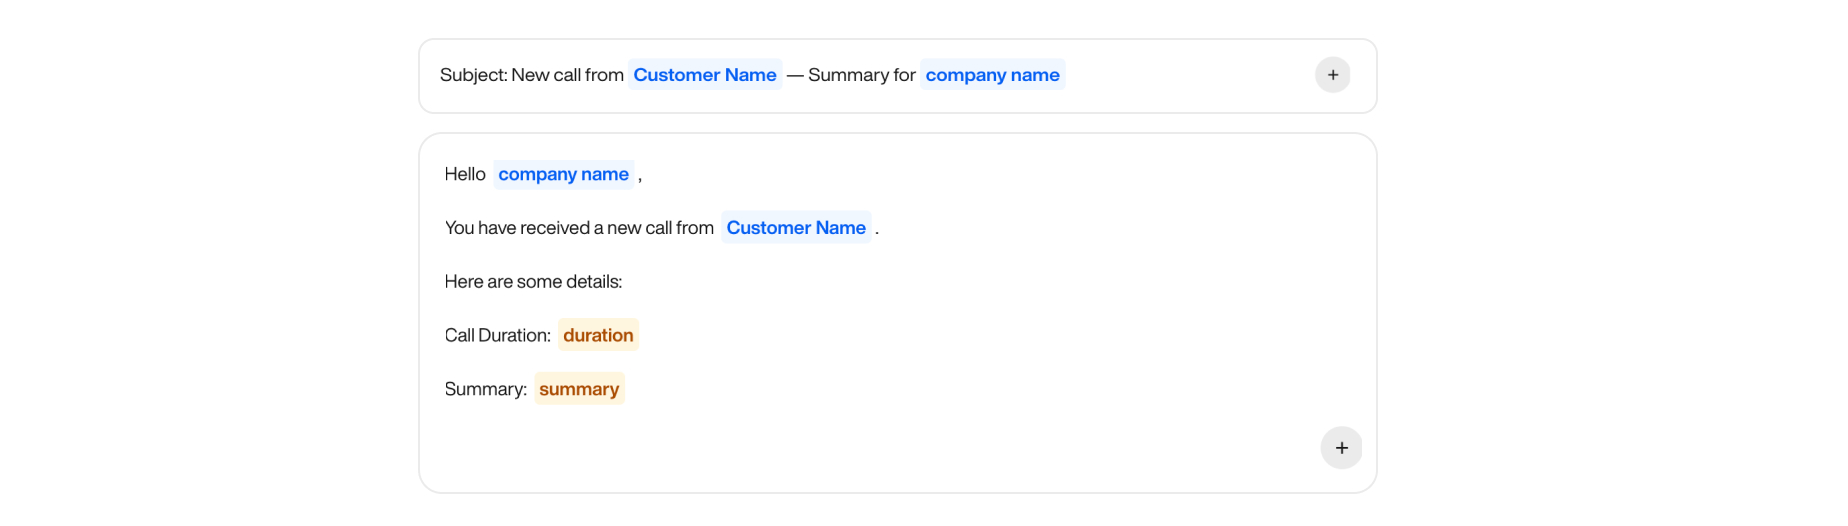 Subject: New call from Customer Name — Summary for company name
+
Hello company name ,
You have received a new call from Customer Name .
Here are some details:
Call Duration: duration
Summary: summary
+